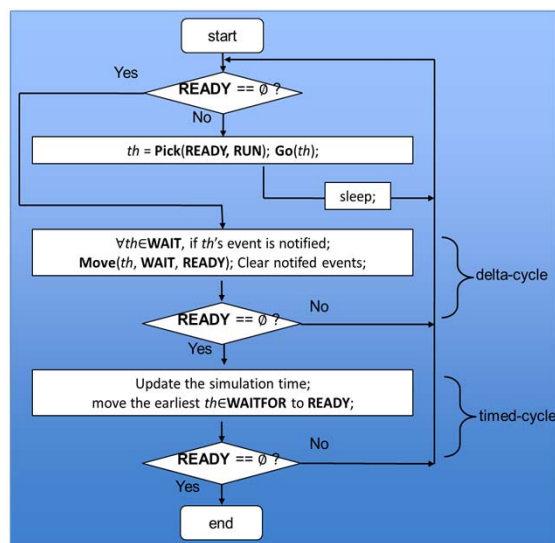 start
Yes
READY == ∅ ?
No
th = Pick(READY, RUN); Go(th);
sleep;
∀th∈WAIT, if th's event is notified;
Move(th, WAIT, READY); Clear notifed events;
delta-cycle
READY == ∅ ?
No
Yes
Update the simulation time;
move the earliest th∈WAITFOR to READY;
timed-cycle
READY == ∅ ?
No
Yes
end